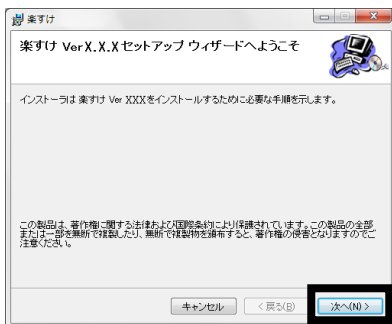 楽すけ
楽すけ VerX.X.Xセットアップ ウィザードへようこそ
インストーラは 楽すけ Ver XXXをインストールするために必要な手順を示します。
この製品は、著作権に関する法律および国際条約により保護されています。この製品の全部
または一部を無断で複製したり、無断で複製物を頒布すると、著作権の侵害となりますのでご
注意ください。
キャンセル
< 戻る(B)
次へ(N) >